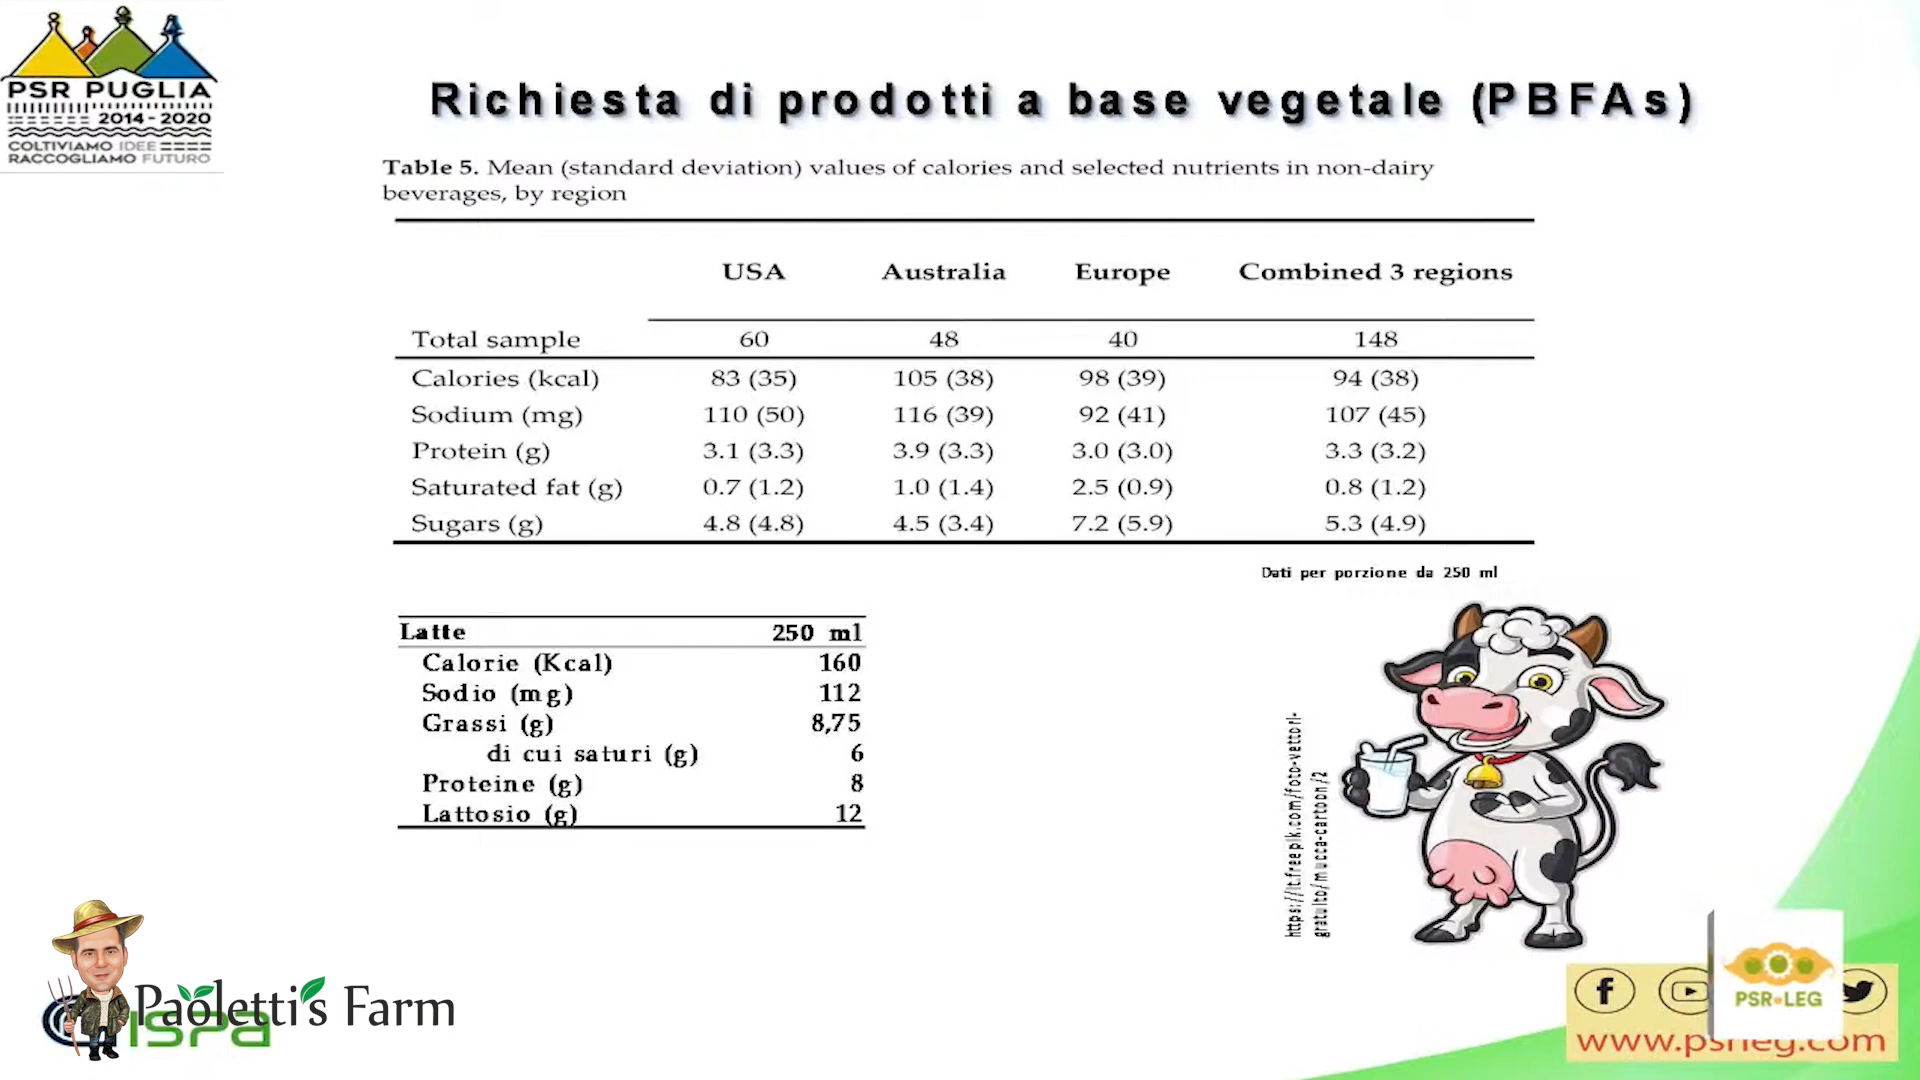 PSR PUGLIA
2014 - 2020
COLTIVIAMO IDEE
RACCOGLIAMO FUTURO
Richiesta di prodotti a base vegetale (PBFAs)
Table 5. Mean (standard deviation) values of calories and selected nutrients in non-dairy
beverages, by region
USA Australia Europe Combined 3 regions
Total sample 60 48 40 148
Calories (kcal) 83 (35) 105 (38) 98 (39) 94 (38)
Sodium (mg) 110 (50) 116 (39) 92 (41) 107 (45)
Protein (g) 3.1 (3.3) 3.9 (3.3) 3.0 (3.0) 3.3 (3.2)
Saturated fat (g) 0.7 (1.2) 1.0 (1.4) 2.5 (0.9) 0.8 (1.2)
Sugars (g) 4.8 (4.8) 4.5 (3.4) 7.2 (5.9) 5.3 (4.9)
Dati per porzione da 250 ml
Latte 250 ml
Calorie (Kcal) 160
Sodio (mg) 112
Grassi (g) 8,75
di cui saturi (g) 6
Proteine (g) 8
Lattosio (g) 12
https://it.freepik.com/foto-vettori-
gratuito/mucca-cartoon/2
Paoletti's Farm
ispa
PSR LEG
www.psrleg.com